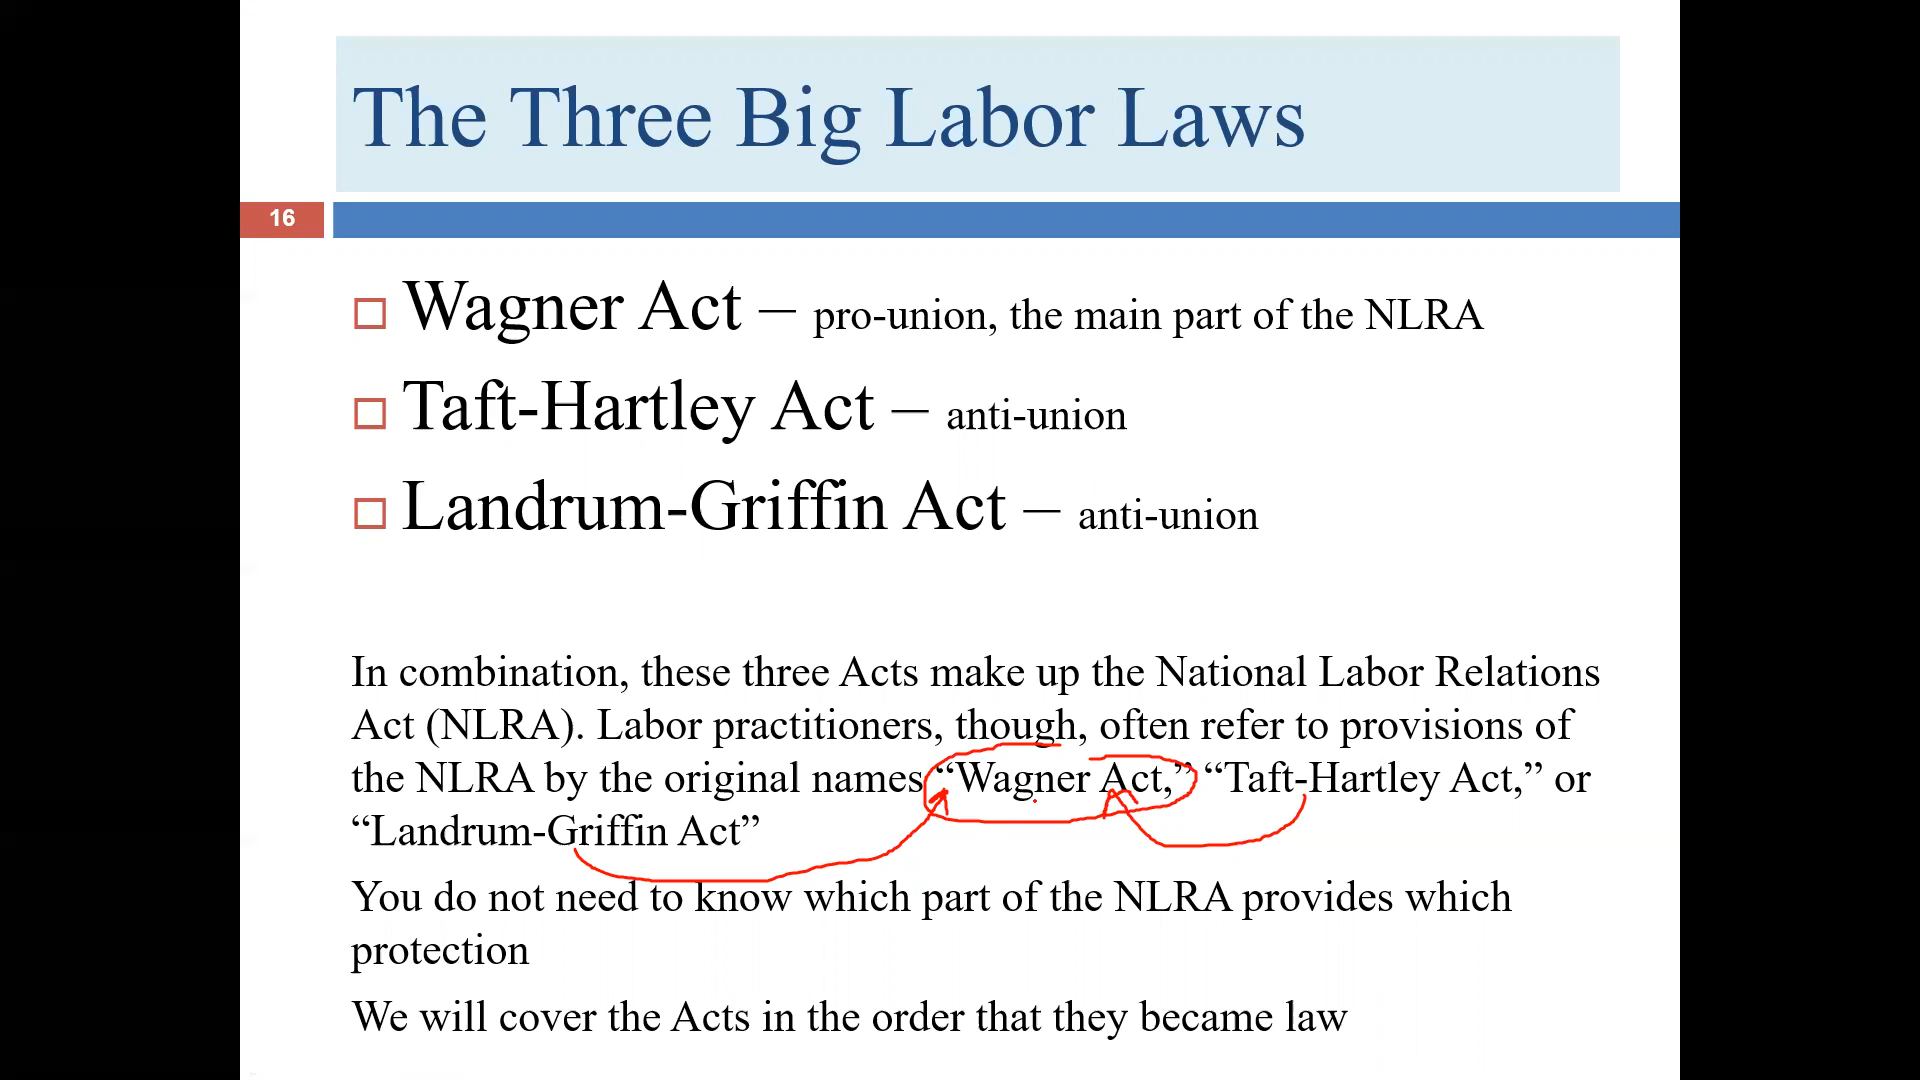 The Three Big Labor Laws
16
Wagner Act – pro-union, the main part of the NLRA
Taft-Hartley Act – anti-union
Landrum-Griffin Act – anti-union
In combination, these three Acts make up the National Labor Relations
Act (NLRA). Labor practitioners, though, often refer to provisions of
the NLRA by the original names “Wagner Act,” “Taft-Hartley Act,” or
“Landrum-Griffin Act”
You do not need to know which part of the NLRA provides which
protection
We will cover the Acts in the order that they became law